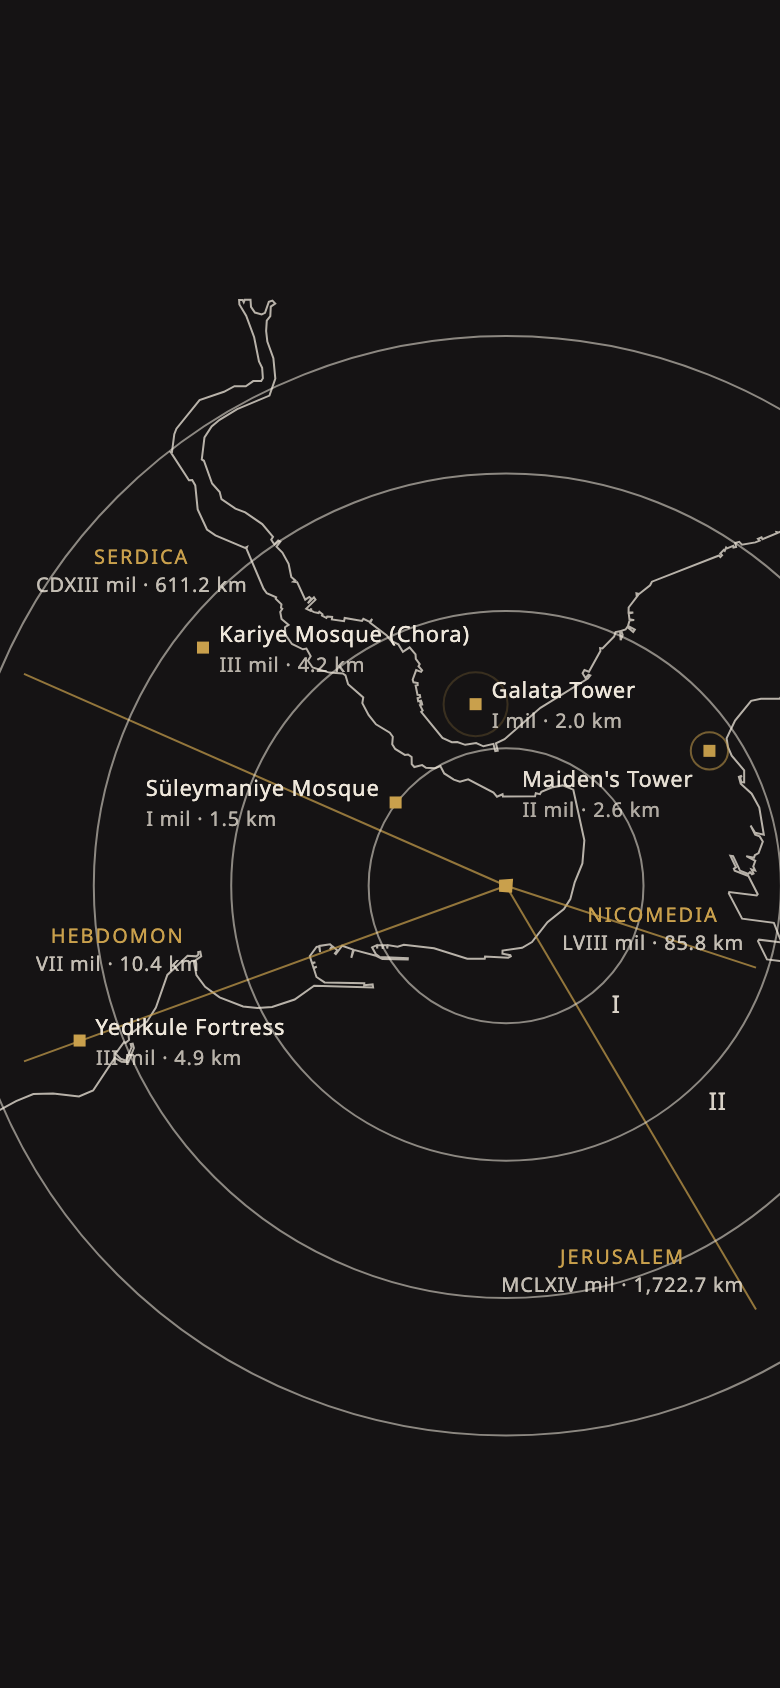 SERDICA
CDXIII mil · 611.2 km
Kariye Mosque (Chora)
III mil · 4.2 km
Galata Tower
I mil · 2.0 km
Maiden's Tower
II mil · 2.6 km
Süleymaniye Mosque
I mil · 1.5 km
NICOMEDIA
LVIII mil · 85.8 km
HEBDOMON
VII mil · 10.4 km
I
Yedikule Fortress
III mil · 4.9 km
II
JERUSALEM
MCLXIV mil · 1,722.7 km